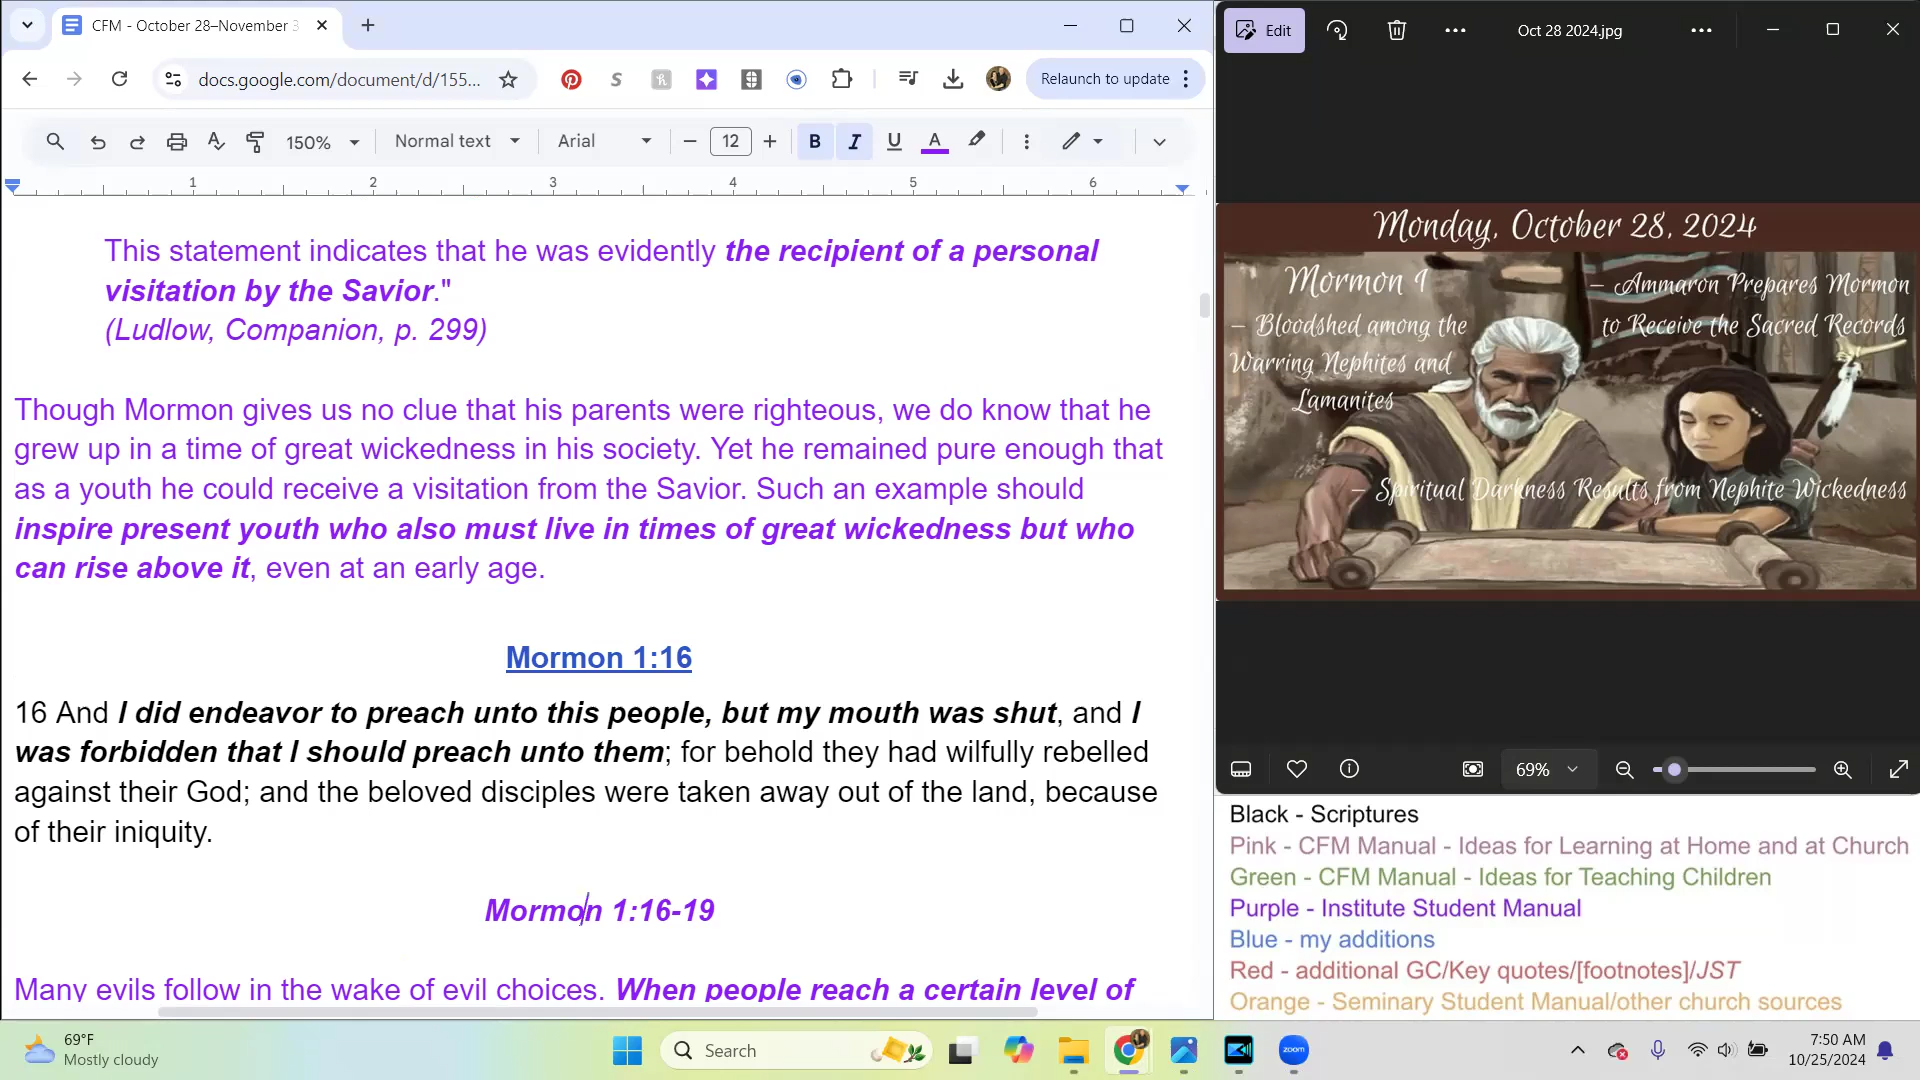 CFM - October 28–November 3
docs.google.com/document/d/155...
Relaunch to update
150%
Normal text
Arial
12
B
I
U
A
1 2 3 4 5 6
This statement indicates that he was evidently the recipient of a personal
visitation by the Savior."
(Ludlow, Companion, p. 299)
Though Mormon gives us no clue that his parents were righteous, we do know that he
grew up in a time of great wickedness in his society. Yet he remained pure enough that
as a youth he could receive a visitation from the Savior. Such an example should
inspire present youth who also must live in times of great wickedness but who
can rise above it, even at an early age.
Mormon 1:16
16 And I did endeavor to preach unto this people, but my mouth was shut, and I
was forbidden that I should preach unto them; for behold they had wilfully rebelled
against their God; and the beloved disciples were taken away out of the land, because
of their iniquity.
Mormon 1:16-19
Many evils follow in the wake of evil choices. When people reach a certain level of
Edit
Oct 28 2024.jpg
Monday, October 28, 2024
Mormon 1
– Bloodshed among the
Warring Nephites and
Lamanites
– Ammaron Prepares Mormon
to Receive the Sacred Records
– Spiritual Darkness Results from Nephite Wickedness
69%
Black - Scriptures
Pink - CFM Manual - Ideas for Learning at Home and at Church
Green - CFM Manual - Ideas for Teaching Children
Purple - Institute Student Manual
Blue - my additions
Red - additional GC/Key quotes/[footnotes]/JST
Orange - Seminary Student Manual/other church sources
69°F
Mostly cloudy
Search
zoom
7:50 AM
10/25/2024